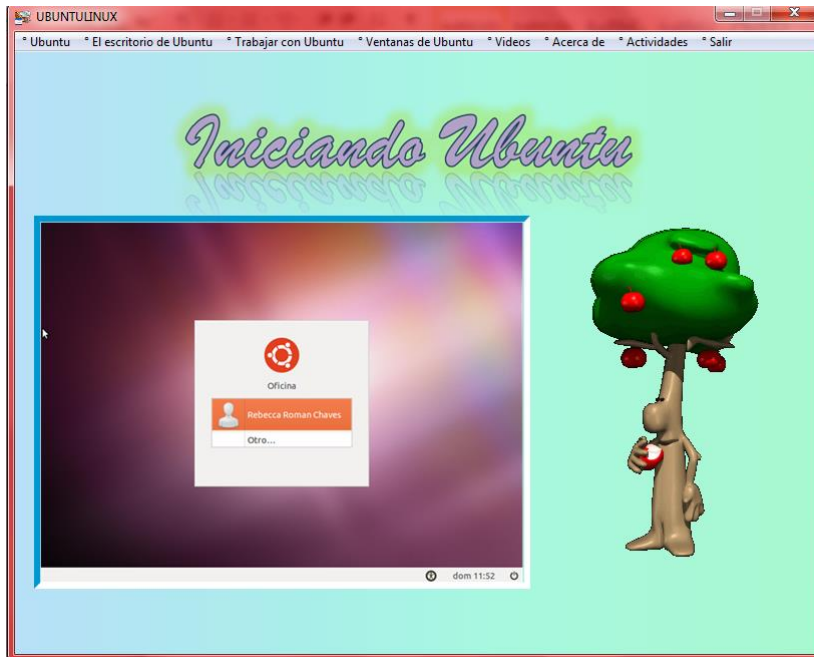 UBUNTULINUX
° Ubuntu ° El escritorio de Ubuntu ° Trabajar con Ubuntu ° Ventanas de Ubuntu ° Videos ° Acerca de ° Actividades ° Salir
Iniciando Ubuntu
Oficina
Rebecca Roman Chaves
Otro...
dom 11:52